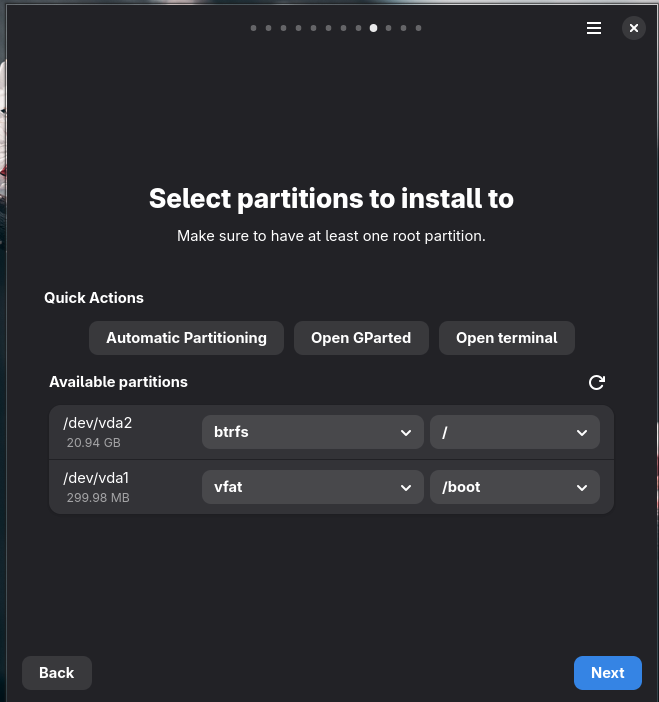 Select partitions to install to
Make sure to have at least one root partition.
Quick Actions
Automatic Partitioning Open GParted Open terminal
Available partitions
/dev/vda2 btrfs /
20.94 GB
/dev/vda1 vfat /boot
299.98 MB
Back Next